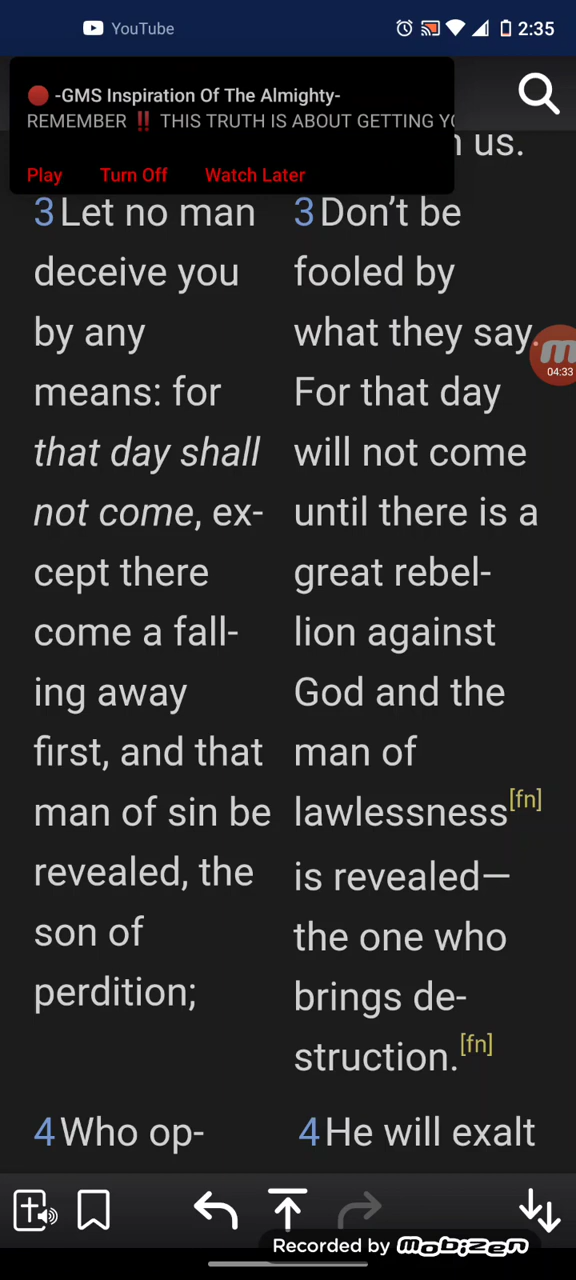 YouTube
2:35
-GMS Inspiration Of The Almighty-
REMEMBER ‼ THIS TRUTH IS ABOUT GETTING
Play Turn Off Watch Later
us.
3 Let no man
deceive you
by any
means: for
that day shall
not come, ex-
cept there
come a fall-
ing away
first, and that
man of sin be
revealed, the
son of
perdition;
4 Who op-
3 Don’t be
fooled by
what they say.
For that day
will not come
until there is a
great rebel-
lion against
God and the
man of
lawlessness[fn]
is revealed—
the one who
brings de-
struction.[fn]
4 He will exalt
04:33
Recorded by mobizen